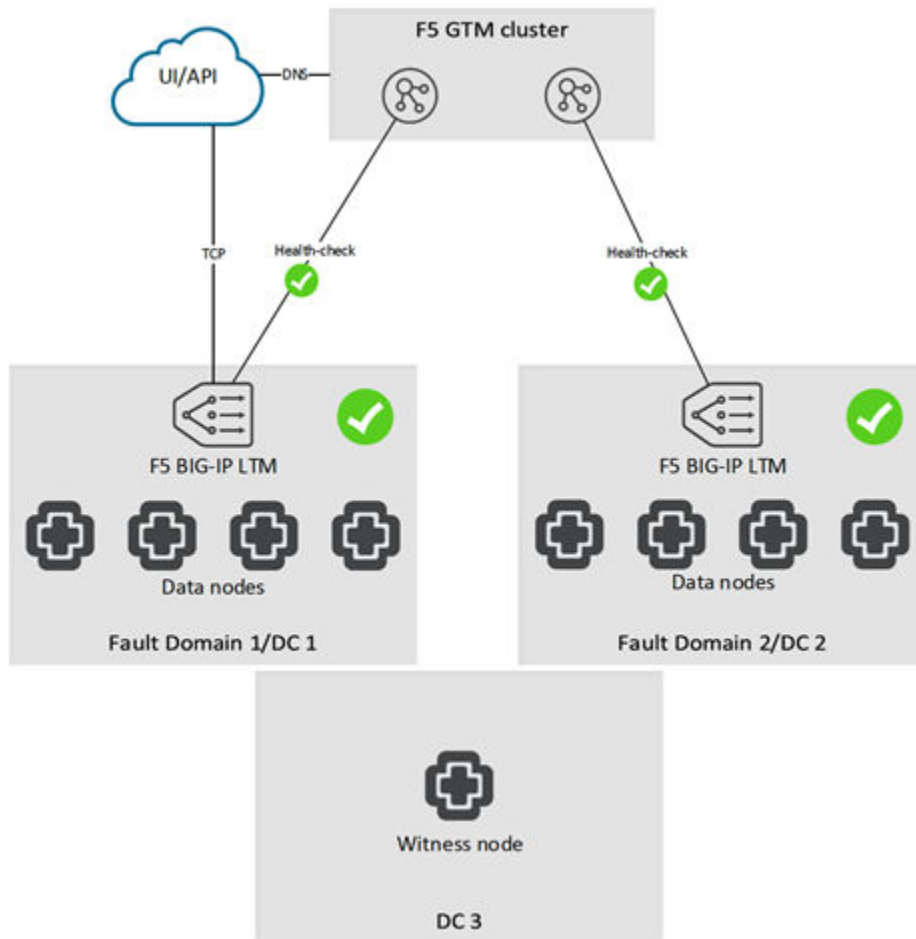 F5 GTM cluster
UI/API
DNS
TCP
Health-check
Health-check
F5 BIG-IP LTM
F5 BIG-IP LTM
Data nodes
Data nodes
Fault Domain 1/DC 1
Fault Domain 2/DC 2
Witness node
DC 3